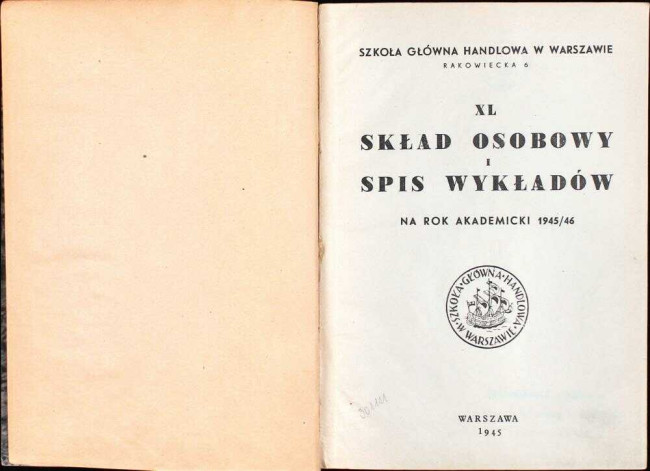 SZKOŁA GŁÓWNA HANDLOWA W WARSZAWIE
RAKOWIECKA 6
XL
SKŁAD OSOBOWY
I
SPIS WYKŁADÓW
NA ROK AKADEMICKI 1945/46
SZKOŁA·GŁÓWNA·HANDLOWA·W WARSZAWIE·
WARSZAWA
1945